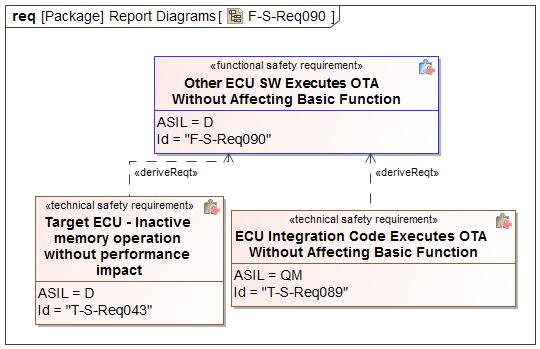 req [Package] Report Diagrams[ F-S-Req090 ]
«functional safety requirement»
Other ECU SW Executes OTA
Without Affecting Basic Function
ASIL = D
Id = "F-S-Req090"
«deriveReqt»
«deriveReqt»
«technical safety requirement»
Target ECU - Inactive
memory operation
without performance
impact
ASIL = D
Id = "T-S-Req043"
«technical safety requirement»
ECU Integration Code Executes OTA
Without Affecting Basic Function
ASIL = QM
Id = "T-S-Req089"